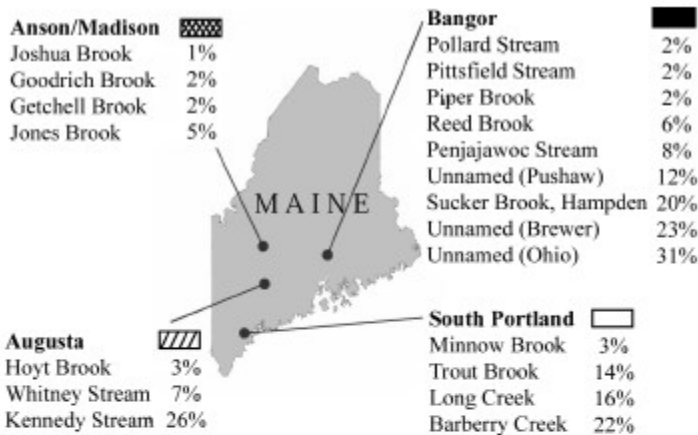 Anson/Madison
Joshua Brook 1%
Goodrich Brook 2%
Getchell Brook 2%
Jones Brook 5%
Bangor
Pollard Stream 2%
Pittsfield Stream 2%
Piper Brook 2%
Reed Brook 6%
Penjajawoc Stream 8%
Unnamed (Pushaw) 12%
Sucker Brook, Hampden 20%
Unnamed (Brewer) 23%
Unnamed (Ohio) 31%
MAINE
Augusta
Hoyt Brook 3%
Whitney Stream 7%
Kennedy Stream 26%
South Portland
Minnow Brook 3%
Trout Brook 14%
Long Creek 16%
Barberry Creek 22%